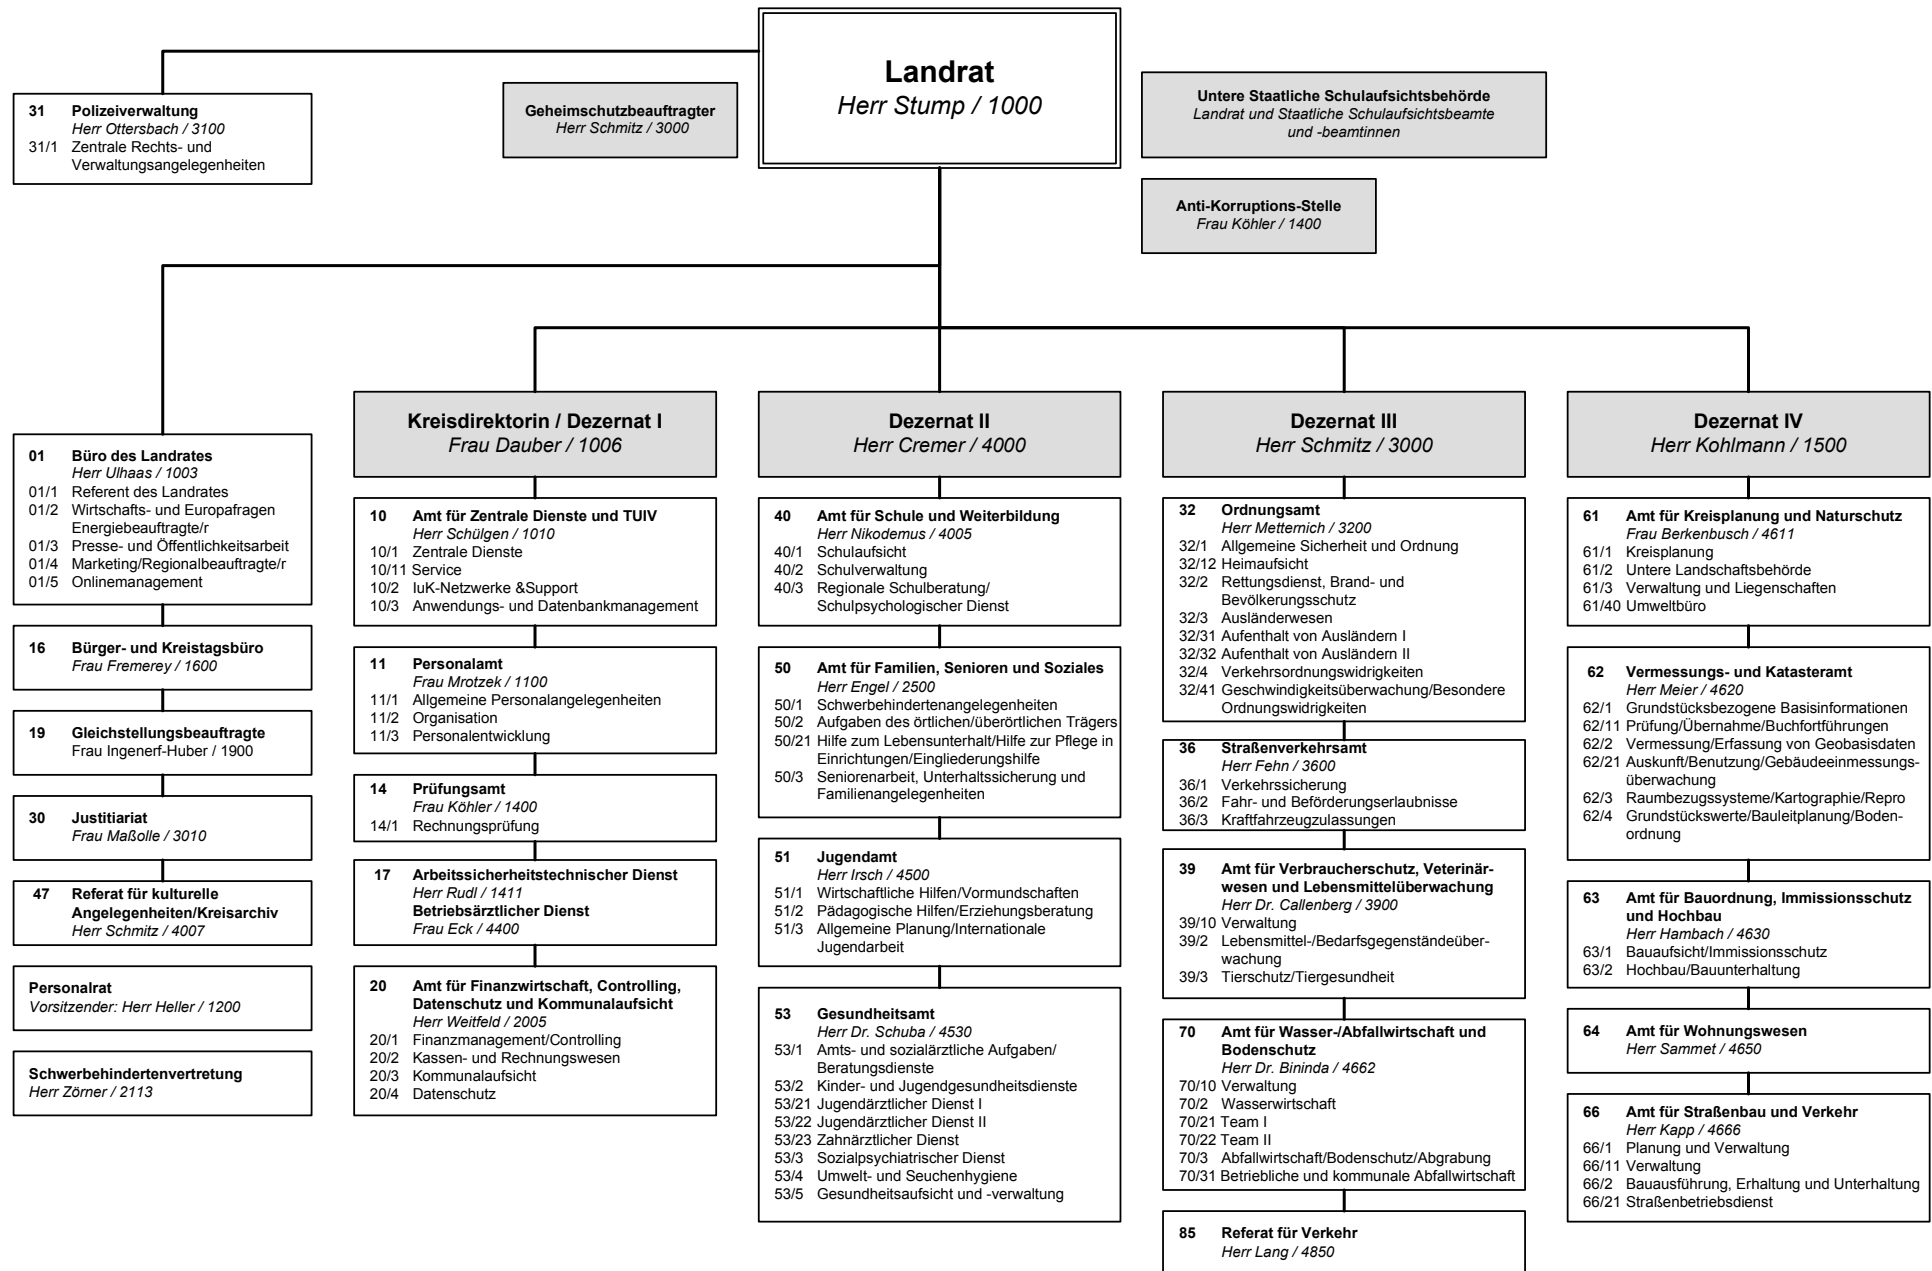 Landrat
Herr Stump / 1000
31 Polizeiverwaltung
Herr Ottersbach / 3100
31/1 Zentrale Rechts- und
Verwaltungsangelegenheiten
Geheimschutzbeauftragter
Herr Schmitz / 3000
Untere Staatliche Schulaufsichtsbehörde
Landrat und Staatliche Schulaufsichtsbeamte
und -beamtinnen
Anti-Korruptions-Stelle
Frau Köhler / 1400
01 Büro des Landrates
Herr Ulhaas / 1003
01/1 Referent des Landrates
01/2 Wirtschafts- und Europafragen
Energiebeauftragte/r
01/3 Presse- und Öffentlichkeitsarbeit
01/4 Marketing/Regionalbeauftragte/r
01/5 Onlinemanagement
16 Bürger- und Kreistagsbüro
Frau Fremerey / 1600
19 Gleichstellungsbeauftragte
Frau Ingenerf-Huber / 1900
30 Justitiariat
Frau Maßolle / 3010
47 Referat für kulturelle
Angelegenheiten/Kreisarchiv
Herr Schmitz / 4007
Personalrat
Vorsitzender: Herr Heller / 1200
Schwerbehindertenvertretung
Herr Zörner / 2113
Kreisdirektorin / Dezernat I
Frau Dauber / 1006
10 Amt für Zentrale Dienste und TUIV
Herr Schülgen / 1010
10/1 Zentrale Dienste
10/11 Service
10/2 IuK-Netzwerke &Support
10/3 Anwendungs- und Datenbankmanagement
11 Personalamt
Frau Mrotzek / 1100
11/1 Allgemeine Personalangelegenheiten
11/2 Organisation
11/3 Personalentwicklung
14 Prüfungsamt
Frau Köhler / 1400
14/1 Rechnungsprüfung
17 Arbeitssicherheitstechnischer Dienst
Herr Rudl / 1411
Betriebsärztlicher Dienst
Frau Eck / 4400
20 Amt für Finanzwirtschaft, Controlling,
Datenschutz und Kommunalaufsicht
Herr Weitfeld / 2005
20/1 Finanzmanagement/Controlling
20/2 Kassen- und Rechnungswesen
20/3 Kommunalaufsicht
20/4 Datenschutz
Dezernat II
Herr Cremer / 4000
40 Amt für Schule und Weiterbildung
Herr Nikodemus / 4005
40/1 Schulaufsicht
40/2 Schulverwaltung
40/3 Regionale Schulberatung/
Schulpsychologischer Dienst
50 Amt für Familien, Senioren und Soziales
Herr Engel / 2500
50/1 Schwerbehindertenangelegenheiten
50/2 Aufgaben des örtlichen/überörtlichen Trägers
50/21 Hilfe zum Lebensunterhalt/Hilfe zur Pflege in
Einrichtungen/Eingliederungshilfe
50/3 Seniorenarbeit, Unterhaltssicherung und
Familienangelegenheiten
51 Jugendamt
Herr Irsch / 4500
51/1 Wirtschaftliche Hilfen/Vormundschaften
51/2 Pädagogische Hilfen/Erziehungsberatung
51/3 Allgemeine Planung/Internationale
Jugendarbeit
53 Gesundheitsamt
Herr Dr. Schuba / 4530
53/1 Amts- und sozialärztliche Aufgaben/
Beratungsdienste
53/2 Kinder- und Jugendgesundheitsdienste
53/21 Jugendärztlicher Dienst I
53/22 Jugendärztlicher Dienst II
53/23 Zahnärztlicher Dienst
53/3 Sozialpsychiatrischer Dienst
53/4 Umwelt- und Seuchenhygiene
53/5 Gesundheitsaufsicht und -verwaltung
Dezernat III
Herr Schmitz / 3000
32 Ordnungsamt
Herr Metternich / 3200
32/1 Allgemeine Sicherheit und Ordnung
32/12 Heimaufsicht
32/2 Rettungsdienst, Brand- und
Bevölkerungsschutz
32/3 Ausländerwesen
32/31 Aufenthalt von Ausländern I
32/32 Aufenthalt von Ausländern II
32/4 Verkehrsordnungswidrigkeiten
32/41 Geschwindigkeitsüberwachung/Besondere
Ordnungswidrigkeiten
36 Straßenverkehrsamt
Herr Fehn / 3600
36/1 Verkehrssicherung
36/2 Fahr- und Beförderungserlaubnisse
36/3 Kraftfahrzeugzulassungen
39 Amt für Verbraucherschutz, Veterinär-
wesen und Lebensmittelüberwachung
Herr Dr. Callenberg / 3900
39/10 Verwaltung
39/2 Lebensmittel-/Bedarfsgegenständeüber-
wachung
39/3 Tierschutz/Tiergesundheit
70 Amt für Wasser-/Abfallwirtschaft und
Bodenschutz
Herr Dr. Bininda / 4662
70/10 Verwaltung
70/2 Wasserwirtschaft
70/21 Team I
70/22 Team II
70/3 Abfallwirtschaft/Bodenschutz/Abgrabung
70/31 Betriebliche und kommunale Abfallwirtschaft
85 Referat für Verkehr
Herr Lang / 4850
Dezernat IV
Herr Kohlmann / 1500
61 Amt für Kreisplanung und Naturschutz
Frau Berkenbusch / 4611
61/1 Kreisplanung
61/2 Untere Landschaftsbehörde
61/3 Verwaltung und Liegenschaften
61/40 Umweltbüro
62 Vermessungs- und Katasteramt
Herr Meier / 4620
62/1 Grundstücksbezogene Basisinformationen
62/11 Prüfung/Übernahme/Buchfortführungen
62/2 Vermessung/Erfassung von Geobasisdaten
62/21 Auskunft/Benutzung/Gebäudeeinmessungs-
überwachung
62/3 Raumbezugssysteme/Kartographie/Repro
62/4 Grundstückswerte/Bauleitplanung/Boden-
ordnung
63 Amt für Bauordnung, Immissionsschutz
und Hochbau
Herr Hambach / 4630
63/1 Bauaufsicht/Immissionsschutz
63/2 Hochbau/Bauunterhaltung
64 Amt für Wohnungswesen
Herr Sammet / 4650
66 Amt für Straßenbau und Verkehr
Herr Kapp / 4666
66/1 Planung und Verwaltung
66/11 Verwaltung
66/2 Bauausführung, Erhaltung und Unterhaltung
66/21 Straßenbetriebsdienst